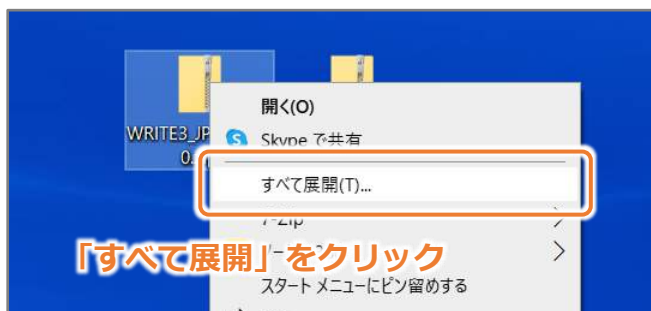 開く(O)
WRITE3_JP
Skype で共有
0.
すべて展開(T)...
7-Zip
「すべて展開」をクリック
スタート メニューにピン留めする